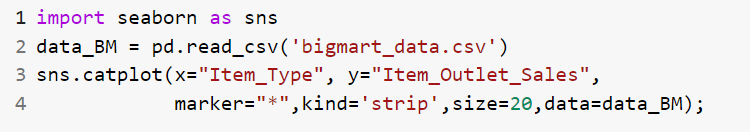 1 import seaborn as sns
2 data_BM = pd.read_csv('bigmart_data.csv')
3 sns.catplot(x="Item_Type", y="Item_Outlet_Sales",
4             marker="*",kind='strip',size=20,data=data_BM);